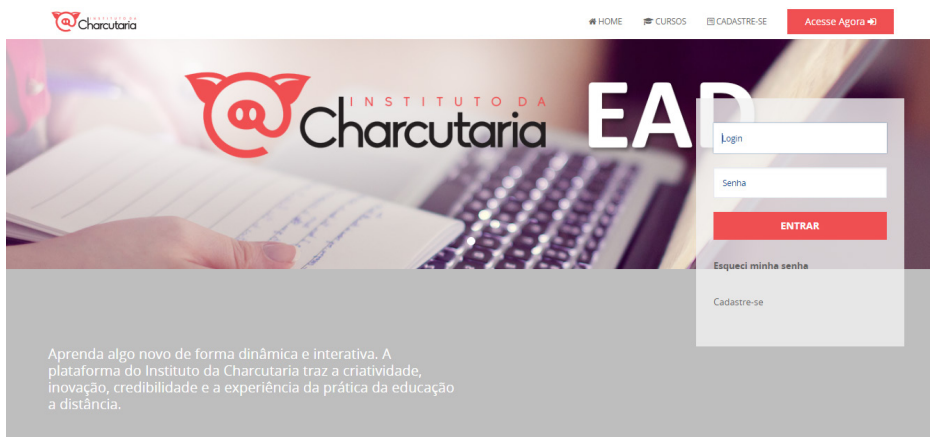 INSTITUTO DA
Charcutaria
HOME CURSOS CADASTRE-SE Acesse Agora
INSTITUTO DA
Charcutaria
EAD
Login
Senha
ENTRAR
Esqueci minha senha
Cadastre-se
Aprenda algo novo de forma dinâmica e interativa. A
plataforma do Instituto da Charcutaria traz a criatividade,
inovação, credibilidade e a experiência da prática da educação
a distância.